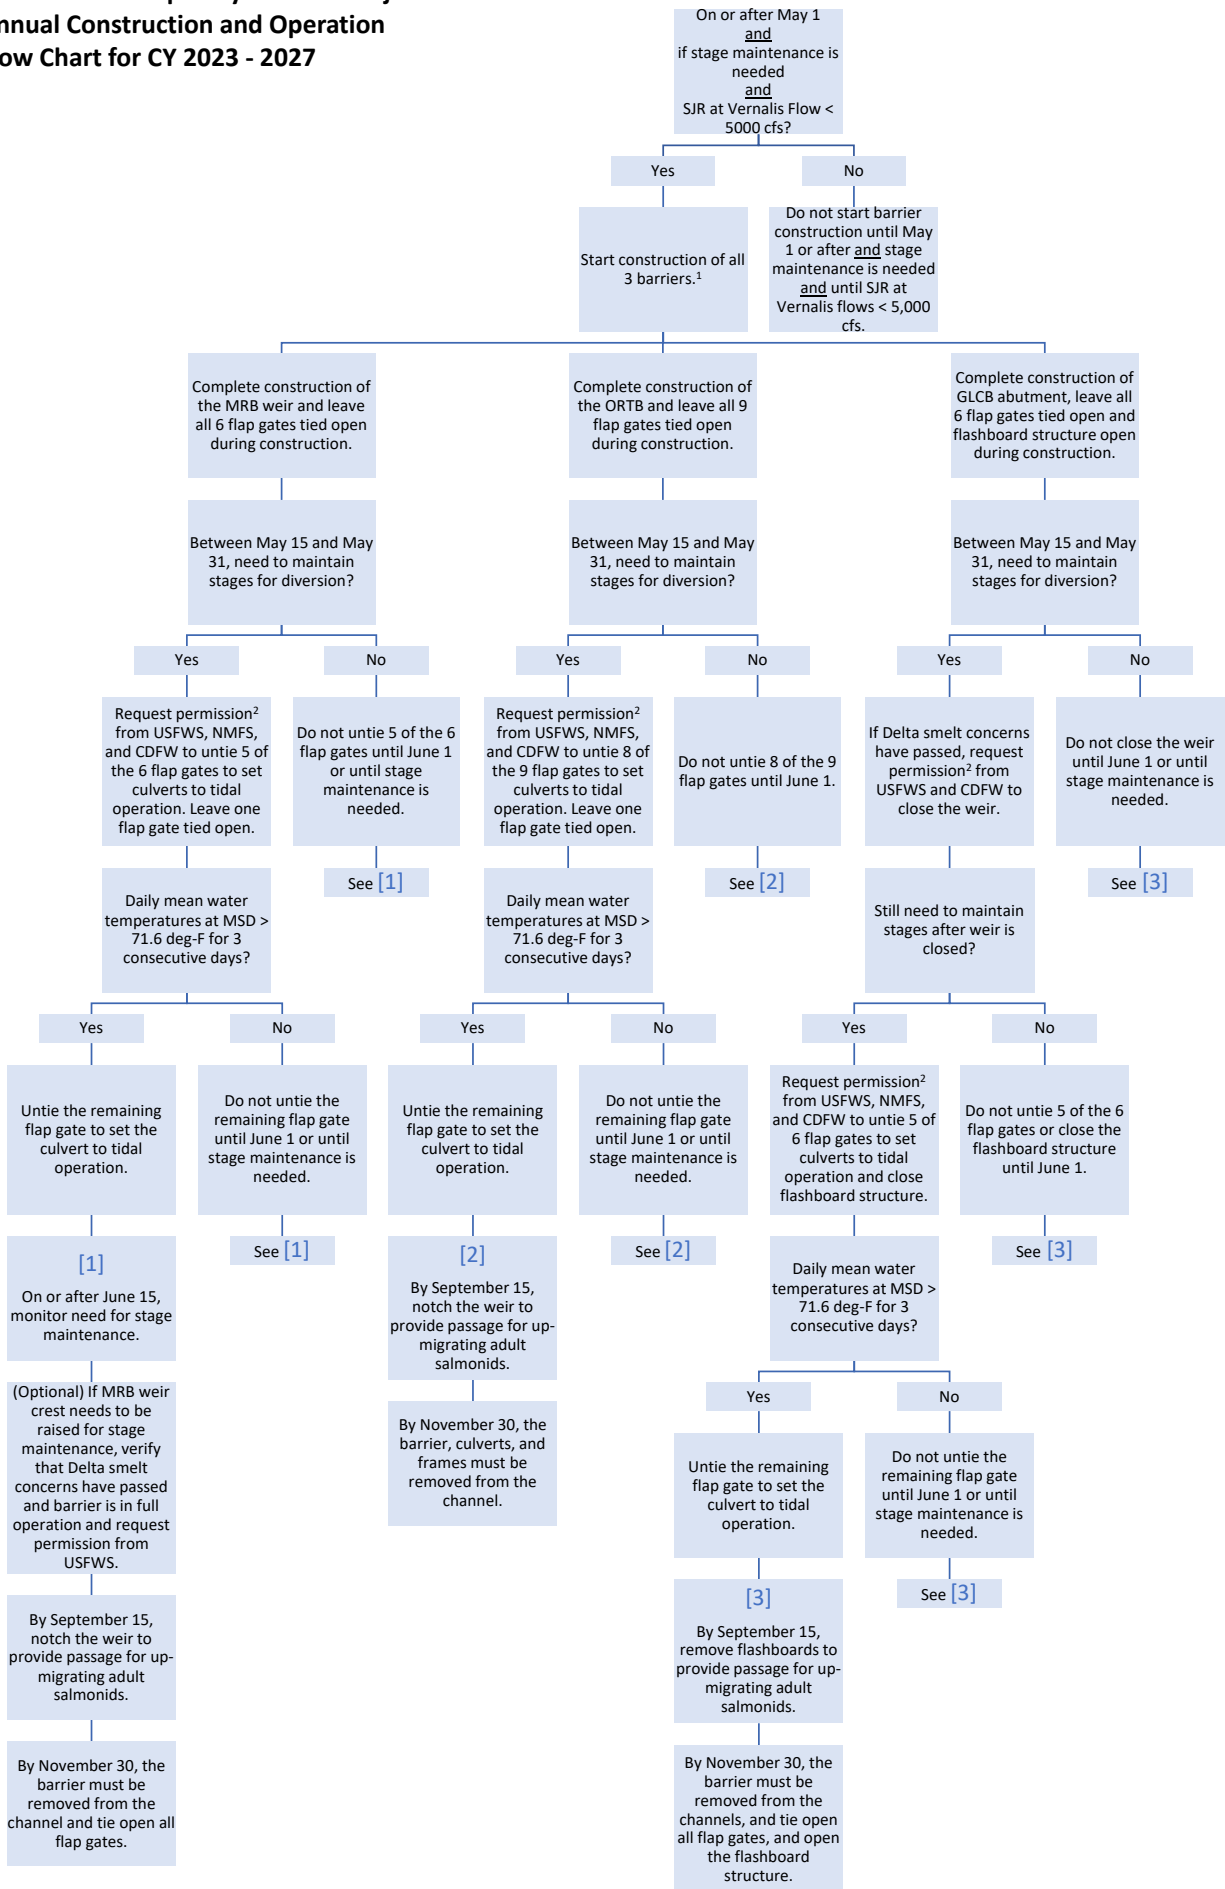 nnual Construction and Operation
ow Chart for CY 2023 - 2027
On or after May 1
and
if stage maintenance is
needed
and
SJR at Vernalis Flow <
5000 cfs?
Yes
No
Start construction of all
3 barriers.1
Do not start barrier
construction until May
1 or after and stage
maintenance is needed
and until SJR at
Vernalis flows < 5,000
cfs.
Complete construction of
the MRB weir and leave
all 6 flap gates tied open
during construction.
Complete construction of
the ORTB and leave all 9
flap gates tied open
during construction.
Complete construction of
GLCB abutment, leave all
6 flap gates tied open and
flashboard structure open
during construction.
Between May 15 and May
31, need to maintain
stages for diversion?
Between May 15 and May
31, need to maintain
stages for diversion?
Between May 15 and May
31, need to maintain
stages for diversion?
Yes
No
Yes
No
Yes
No
Request permission2
from USFWS, NMFS,
and CDFW to untie 5 of
the 6 flap gates to set
culverts to tidal
operation. Leave one
flap gate tied open.
Do not untie 5 of the 6
flap gates until June 1
or until stage
maintenance is
needed.
Request permission2
from USFWS, NMFS,
and CDFW to untie 8 of
the 9 flap gates to set
culverts to tidal
operation. Leave one
flap gate tied open.
Do not untie 8 of the 9
flap gates until June 1.
If Delta smelt concerns
have passed, request
permission2 from
USFWS and CDFW to
close the weir.
Do not close the weir
until June 1 or until
stage maintenance is
needed.
See [1]
See [2]
See [3]
Daily mean water
temperatures at MSD >
71.6 deg-F for 3
consecutive days?
Daily mean water
temperatures at MSD >
71.6 deg-F for 3
consecutive days?
Still need to maintain
stages after weir is
closed?
Yes
No
Yes
No
Yes
No
Untie the remaining
flap gate to set the
culvert to tidal
operation.
Do not untie the
remaining flap gate
until June 1 or until
stage maintenance is
needed.
Untie the remaining
flap gate to set the
culvert to tidal
operation.
Do not untie the
remaining flap gate
until June 1 or until
stage maintenance is
needed.
Request permission2
from USFWS, NMFS,
and CDFW to untie 5 of
6 flap gates to set
culverts to tidal
operation and close
flashboard structure.
Do not untie 5 of the 6
flap gates or close the
flashboard structure
until June 1.
[1]
On or after June 15,
monitor need for stage
maintenance.
See [1]
[2]
By September 15,
notch the weir to
provide passage for up-
migrating adult
salmonids.
See [2]
Daily mean water
temperatures at MSD >
71.6 deg-F for 3
consecutive days?
See [3]
(Optional) If MRB weir
crest needs to be
raised for stage
maintenance, verify
that Delta smelt
concerns have passed
and barrier is in full
operation and request
permission from
USFWS.
By November 30, the
barrier, culverts, and
frames must be
removed from the
channel.
Yes
No
Untie the remaining
flap gate to set the
culvert to tidal
operation.
Do not untie the
remaining flap gate
until June 1 or until
stage maintenance is
needed.
By September 15,
notch the weir to
provide passage for up-
migrating adult
salmonids.
[3]
By September 15,
remove flashboards to
provide passage for up-
migrating adult
salmonids.
See [3]
By November 30, the
barrier must be
removed from the
channel and tie open all
flap gates.
By November 30, the
barrier must be
removed from the
channels, and tie open
all flap gates, and open
the flashboard
structure.